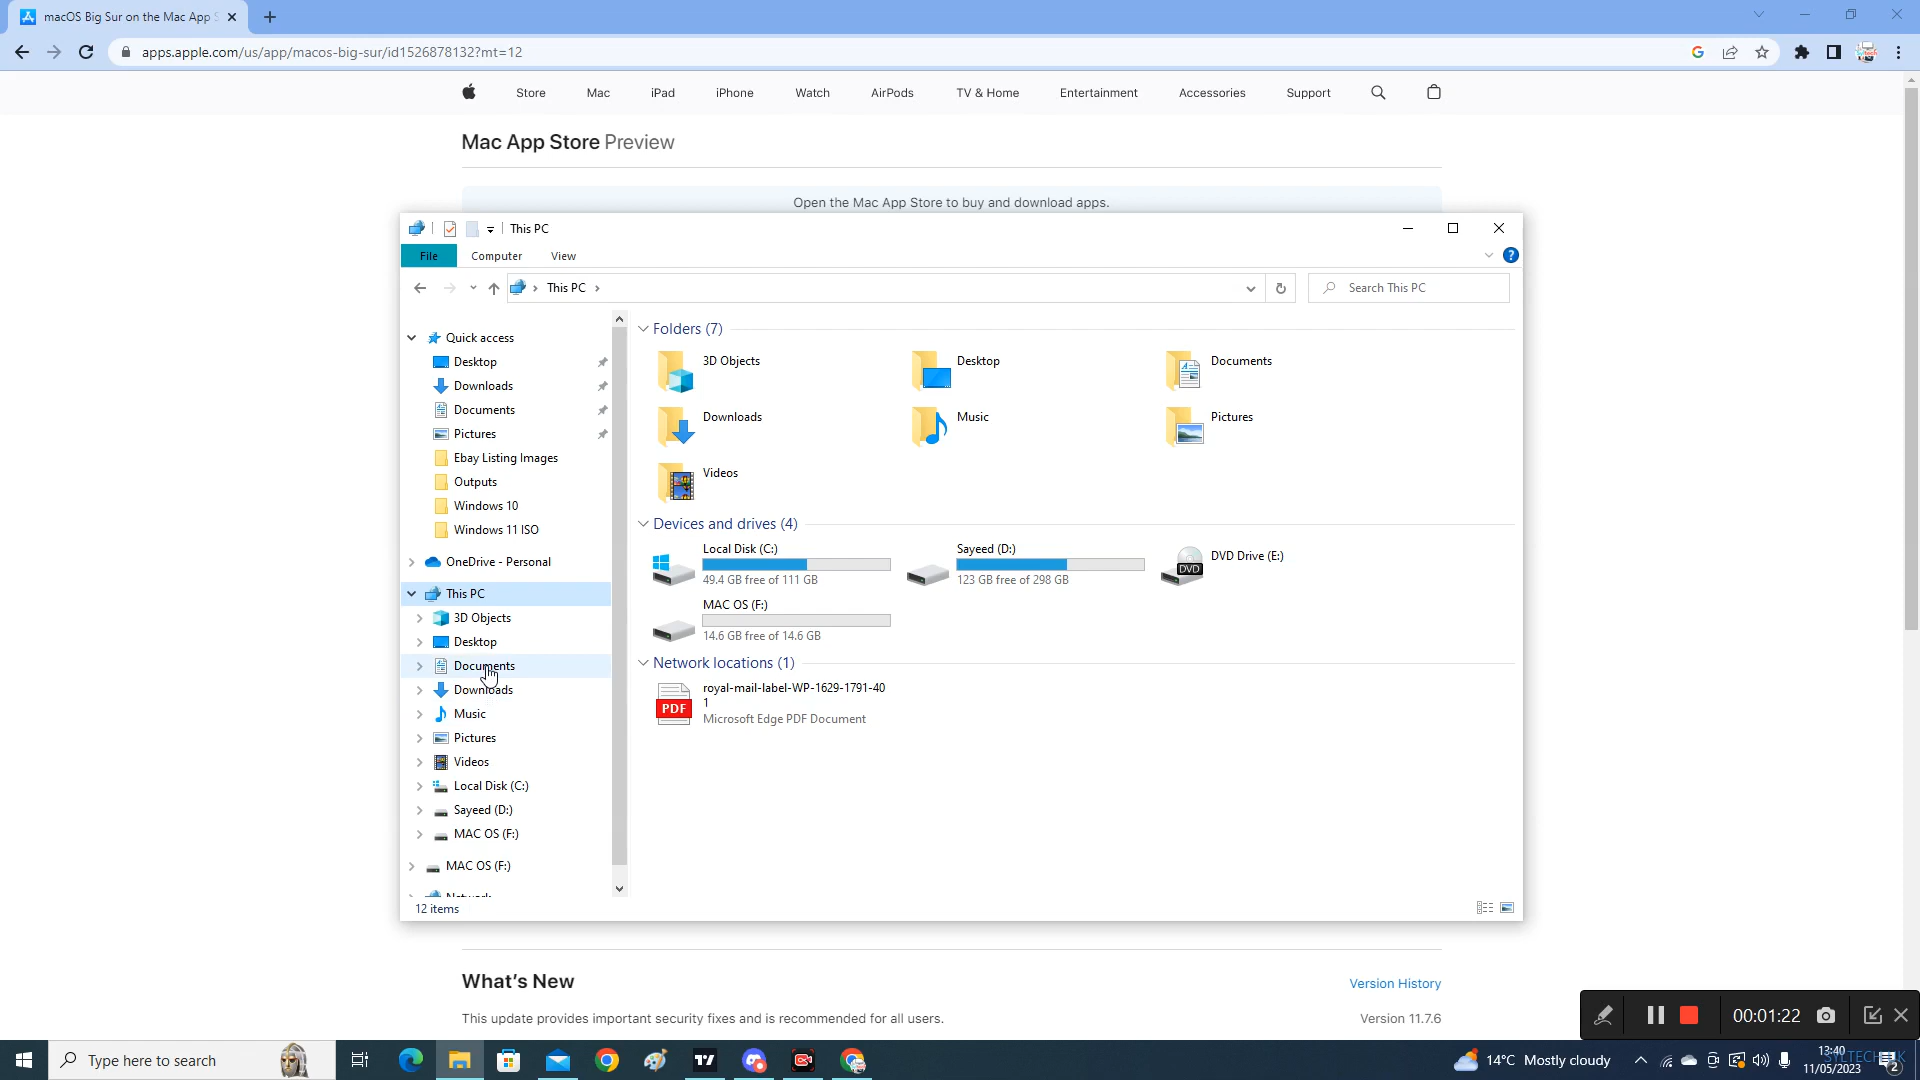 macOS Big Sur on the Mac App S
apps.apple.com/us/app/macos-big-sur/id1526878132?mt=12
Store Mac iPad iPhone Watch AirPods TV & Home Entertainment Accessories Support
Mac App Store Preview
Open the Mac App Store to buy and download apps.
This PC
File Computer View
This PC
Search This PC
Quick access
Desktop
Downloads
Documents
Pictures
Ebay Listing Images
Outputs
Windows 10
Windows 11 ISO
OneDrive - Personal
This PC
3D Objects
Desktop
Documents
Downloads
Music
Pictures
Videos
Local Disk (C:)
Sayeed (D:)
MAC OS (F:)
MAC OS (F:)
Network
12 items
Folders (7)
3D Objects
Desktop
Documents
Downloads
Music
Pictures
Videos
Devices and drives (4)
Local Disk (C:)
49.4 GB free of 111 GB
Sayeed (D:)
123 GB free of 298 GB
DVD
DVD Drive (E:)
MAC OS (F:)
14.6 GB free of 14.6 GB
Network locations (1)
PDF
royal-mail-label-WP-1629-1791-40
1
Microsoft Edge PDF Document
What's New
Version History
This update provides important security fixes and is recommended for all users.
Version 11.7.6
00:01:22
Type here to search
14°C Mostly cloudy
13:40
11/05/2023
2